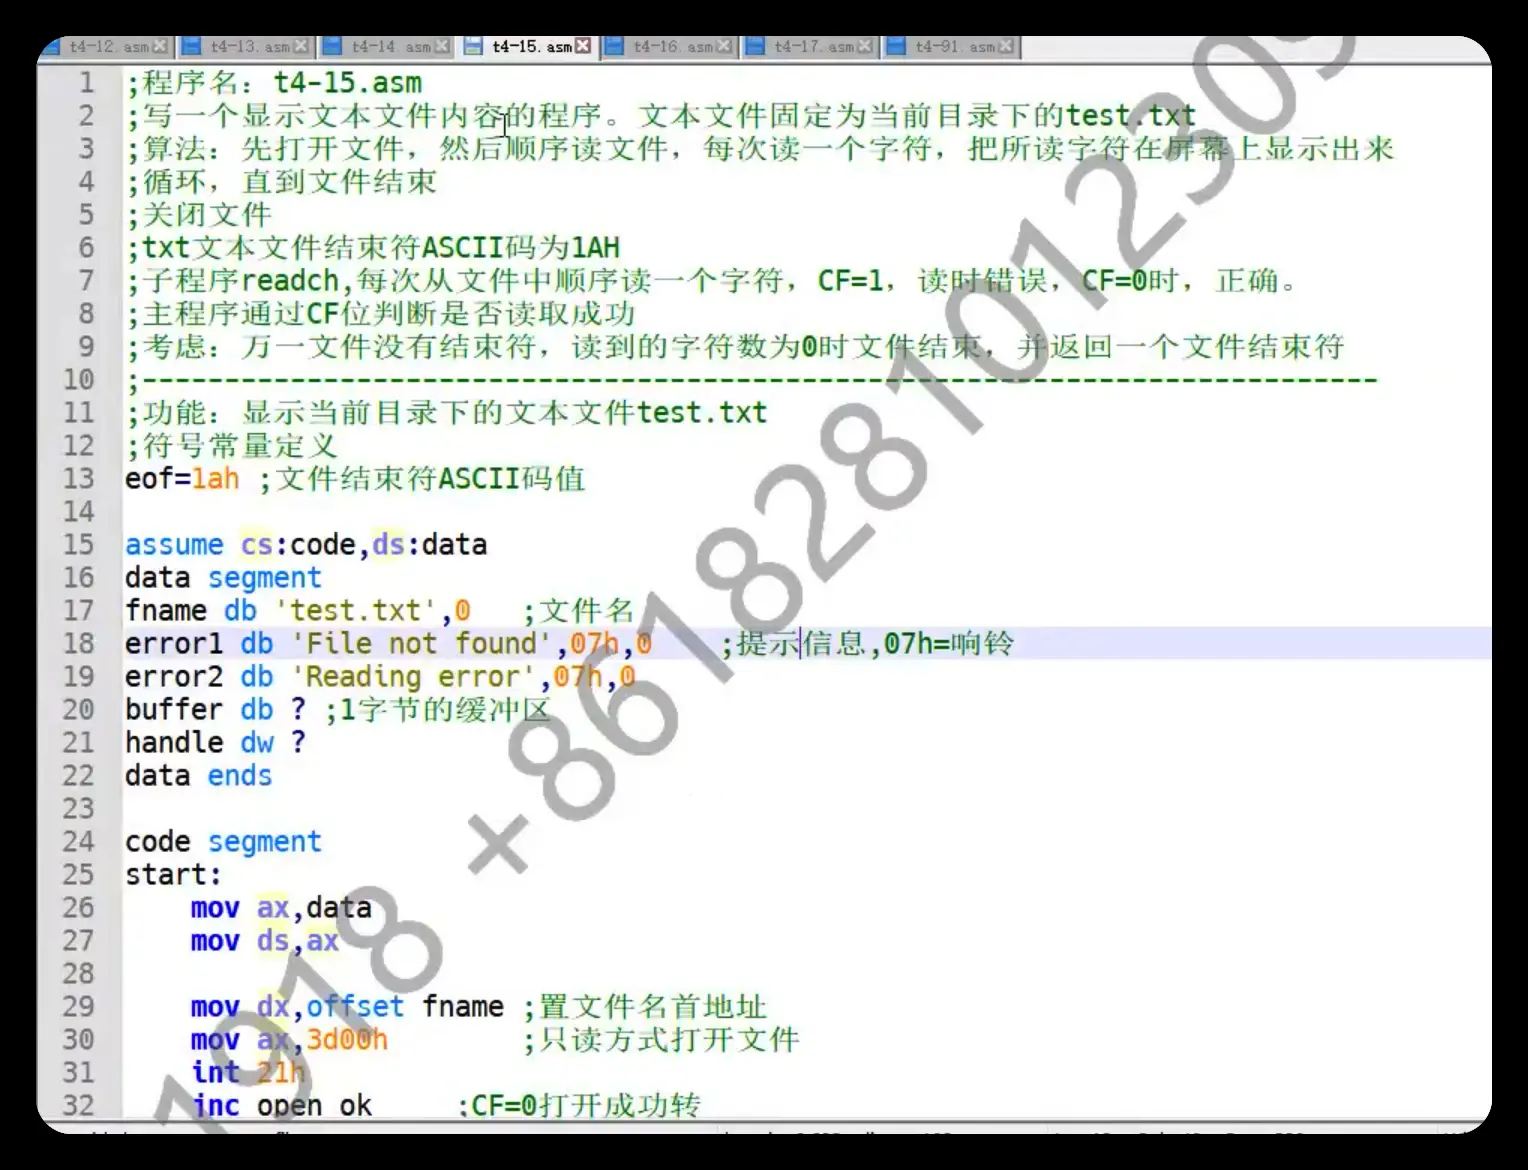 t4-12.asm t4-13.asm t4-14.asm t4-15.asm t4-16.asm t4-17.asm t4-91.asm
1 ;程序名：t4-15.asm
2 ;写一个显示文本文件内容的程序。文本文件固定为当前目录下的test.txt
3 ;算法：先打开文件，然后顺序读文件，每次读一个字符，把所读字符在屏幕上显示出来
4 ;循环，直到文件结束
5 ;关闭文件
6 ;txt文本文件结束符ASCII码为1AH
7 ;子程序readch,每次从文件中顺序读一个字符，CF=1，读时错误，CF=0时，正确。
8 ;主程序通过CF位判断是否读取成功
9 ;考虑：万一文件没有结束符，读到的字符数为0时文件结束，并返回一个文件结束符
10 ;---------------------------------------------------------------------------
11 ;功能：显示当前目录下的文本文件test.txt
12 ;符号常量定义
13 eof=1ah ;文件结束符ASCII码值
14
15 assume cs:code,ds:data
16 data segment
17 fname db 'test.txt',0 ;文件名
18 error1 db 'File not found',07h,0 ;提示信息,07h=响铃
19 error2 db 'Reading error',07h,0
20 buffer db ? ;1字节的缓冲区
21 handle dw ?
22 data ends
23
24 code segment
25 start:
26 mov ax,data
27 mov ds,ax
28
29 mov dx,offset fname ;置文件名首地址
30 mov ax,3d00h ;只读方式打开文件
31 int 21h
32 inc open ok ;CF=0打开成功转
1918 +8618281012309